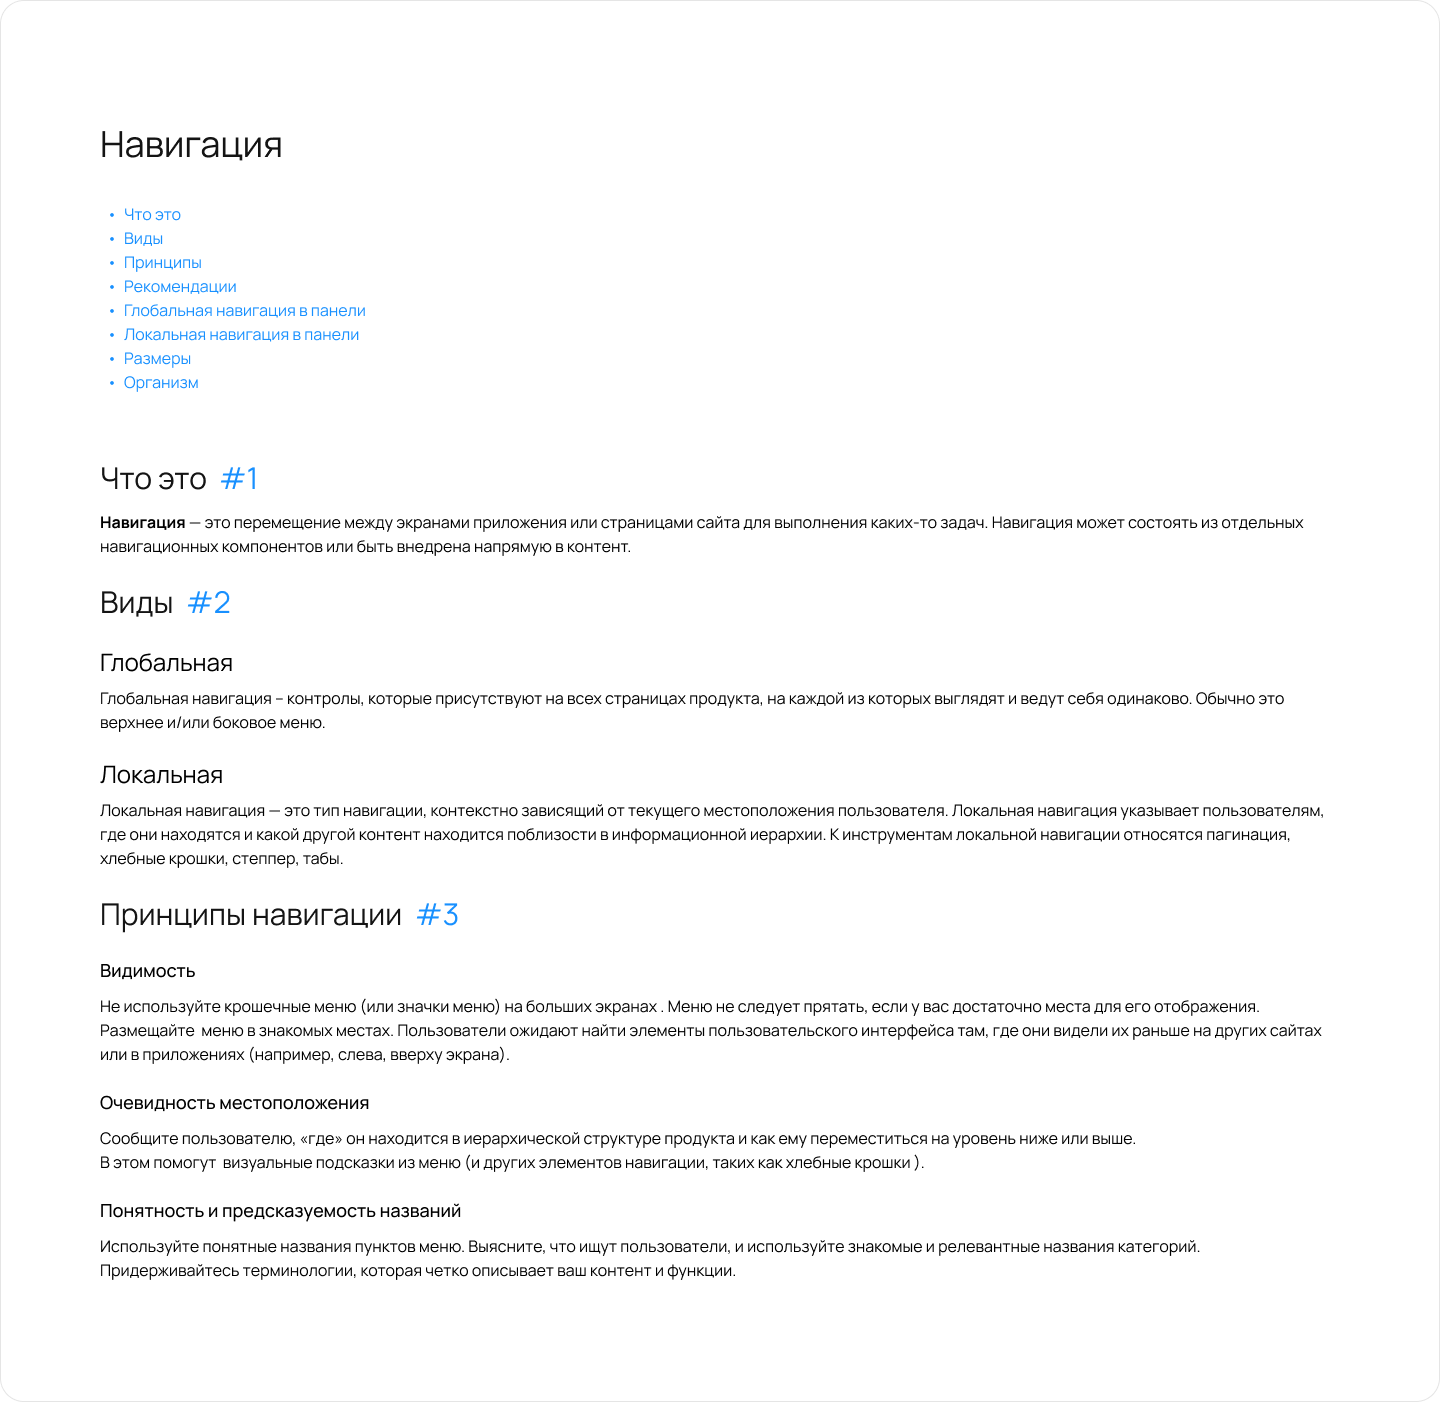 Навигация
• Что это
• Виды
• Принципы
• Рекомендации
• Глобальная навигация в панели
• Локальная навигация в панели
• Размеры
• Организм
Что это #1
Навигация — это перемещение между экранами приложения или страницами сайта для выполнения каких-то задач. Навигация может состоять из отдельных
навигационных компонентов или быть внедрена напрямую в контент.
Виды #2
Глобальная
Глобальная навигация – контролы, которые присутствуют на всех страницах продукта, на каждой из которых выглядят и ведут себя одинаково. Обычно это
верхнее и/или боковое меню.
Локальная
Локальная навигация — это тип навигации, контекстно зависящий от текущего местоположения пользователя. Локальная навигация указывает пользователям,
где они находятся и какой другой контент находится поблизости в информационной иерархии. К инструментам локальной навигации относятся пагинация,
хлебные крошки, степпер, табы.
Принципы навигации #3
Видимость
Не используйте крошечные меню (или значки меню) на больших экранах . Меню не следует прятать, если у вас достаточно места для его отображения.
Размещайте  меню в знакомых местах. Пользователи ожидают найти элементы пользовательского интерфейса там, где они видели их раньше на других сайтах
или в приложениях (например, слева, вверху экрана).
Очевидность местоположения
Сообщите пользователю, «где» он находится в иерархической структуре продукта и как ему переместиться на уровень ниже или выше.
В этом помогут  визуальные подсказки из меню (и других элементов навигации, таких как хлебные крошки ).
Понятность и предсказуемость названий
Используйте понятные названия пунктов меню. Выясните, что ищут пользователи, и используйте знакомые и релевантные названия категорий.
Придерживайтесь терминологии, которая четко описывает ваш контент и функции.